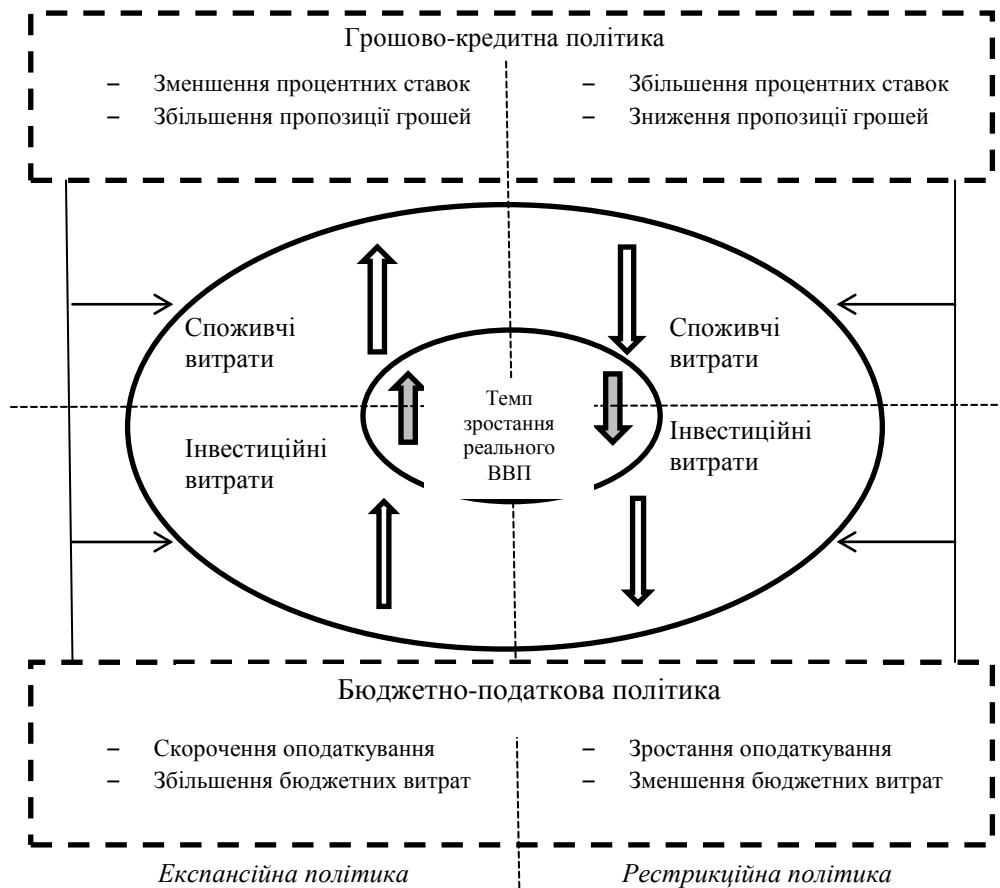 Грошово-кредитна політика
– Зменшення процентних ставок
– Збільшення пропозиції грошей
– Збільшення процентних ставок
– Зниження пропозиції грошей
Споживчі
витрати
Споживчі
витрати
Темп
зростання
реального
ВВП
Інвестиційні
витрати
Інвестиційні
витрати
Бюджетно-податкова політика
– Скорочення оподаткування
– Збільшення бюджетних витрат
– Зростання оподаткування
– Зменшення бюджетних витрат
Експансійна політика
Рестрикційна політика